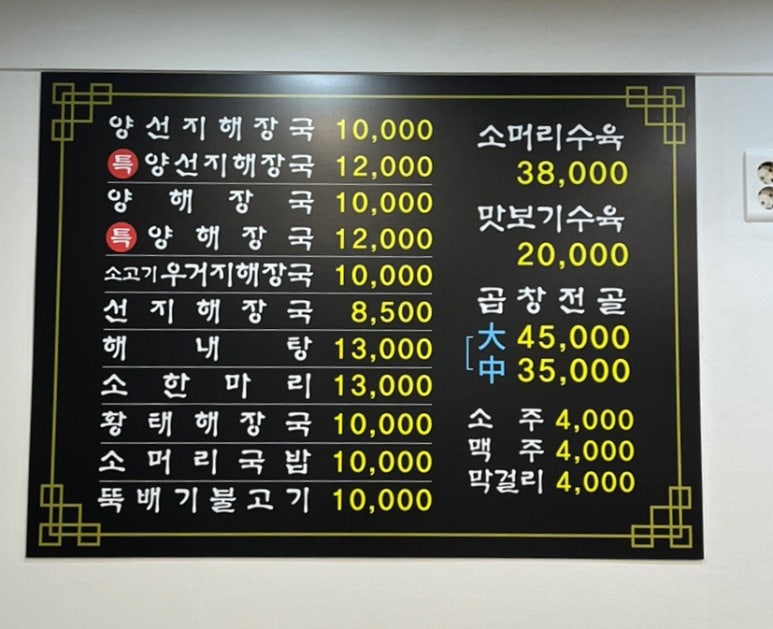 양선지해장국 10,000
특 양선지해장국 12,000
양해장국 10,000
특 양해장국 12,000
소고기우거지해장국 10,000
선지해장국 8,500
해내탕 13,000
소한마리 13,000
황태해장국 10,000
소머리국밥 10,000
뚝배기불고기 10,000
소머리수육
38,000
맛보기수육
20,000
곱창전골
大 45,000
中 35,000
소주 4,000
맥주 4,000
막걸리 4,000